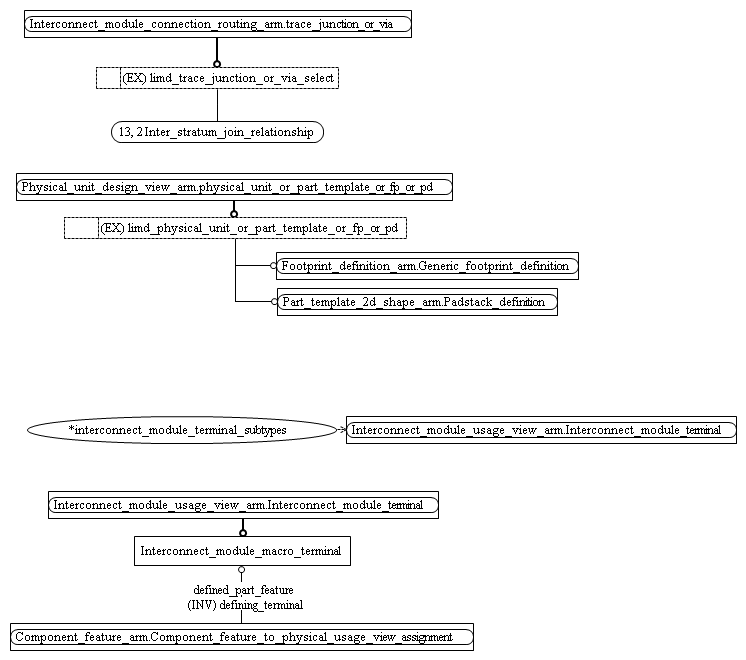 Interconnect_module_connection_routing_arm.trace_junction_or_via
(EX) limd_trace_junction_or_via_select
13, 2 Inter_stratum_join_relationship
Physical_unit_design_view_arm.physical_unit_or_part_template_or_fp_or_pd
(EX) limd_physical_unit_or_part_template_or_fp_or_pd
Footprint_definition_arm.Generic_footprint_definition
Part_template_2d_shape_arm.Padstack_definition
*interconnect_module_terminal_subtypes
Interconnect_module_usage_view_arm.Interconnect_module_terminal
Interconnect_module_usage_view_arm.Interconnect_module_terminal
Interconnect_module_macro_terminal
defined_part_feature
(INV) defining_terminal
Component_feature_arm.Component_feature_to_physical_usage_view_assignment